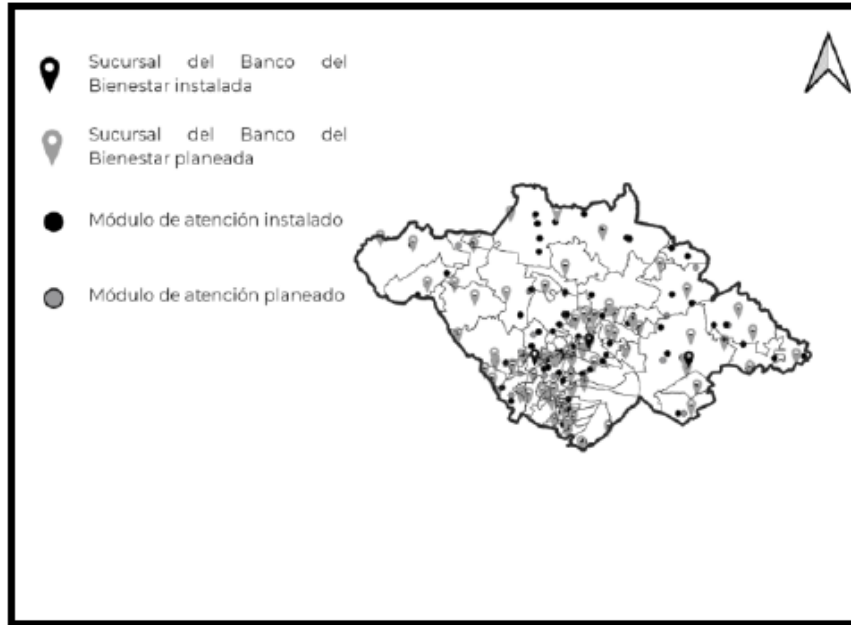 Sucursal del Banco del
Bienestar instalada
Sucursal del Banco del
Bienestar planeada
Módulo de atención instalado
Módulo de atención planeado